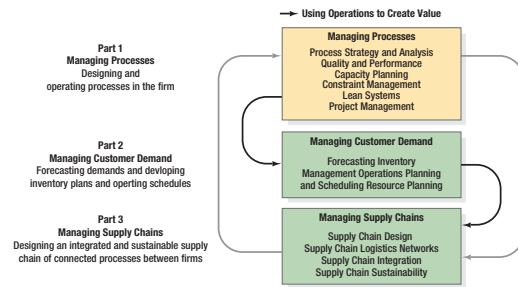 Using Operations to Create Value
Part 1
Managing Processes
Designing and
operating processes in the firm
Managing Processes
Process Strategy and Analysis
Quality and Performance
Capacity Planning
Constraint Management
Lean Systems
Project Management
Part 2
Managing Customer Demand
Forecasting demands and devloping
inventory plans and operting schedules
Managing Customer Demand
Forecasting Inventory
Management Operations Planning
and Scheduling Resource Planning
Part 3
Managing Supply Chains
Designing an integrated and sustainable supply
chain of connected processes between firms
Managing Supply Chains
Supply Chain Design
Supply Chain Logistics Networks
Supply Chain Integration
Supply Chain Sustainability